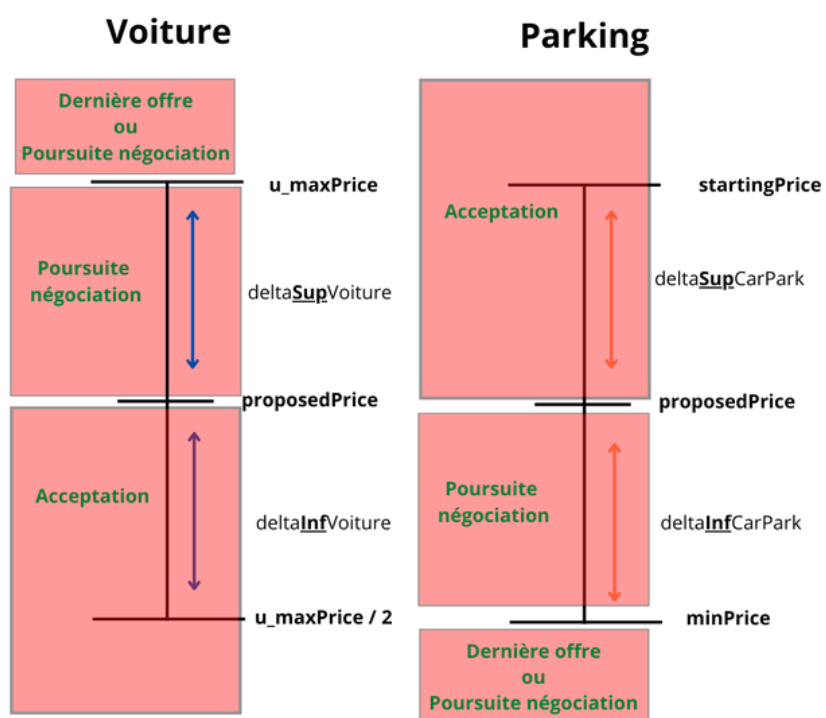 Voiture
Dernière offre
ou
Poursuite négociation
u_maxPrice
Poursuite
négociation
deltaSupVoiture
proposedPrice
Acceptation
deltaInfVoiture
u_maxPrice / 2
Parking
startingPrice
Acceptation
deltaSupCarPark
proposedPrice
Poursuite
négociation
deltaInfCarPark
minPrice
Dernière offre
ou
Poursuite négociation